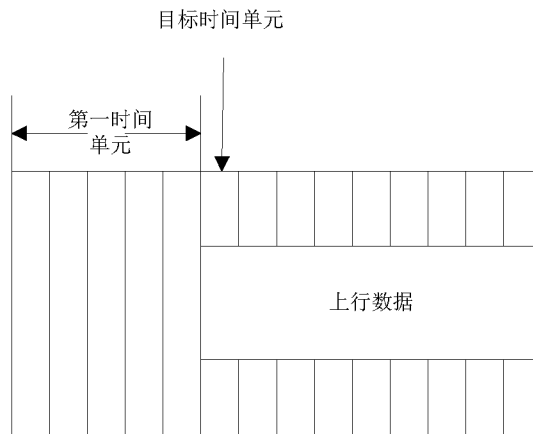 目标时间单元
第一时间
单元
上行数据